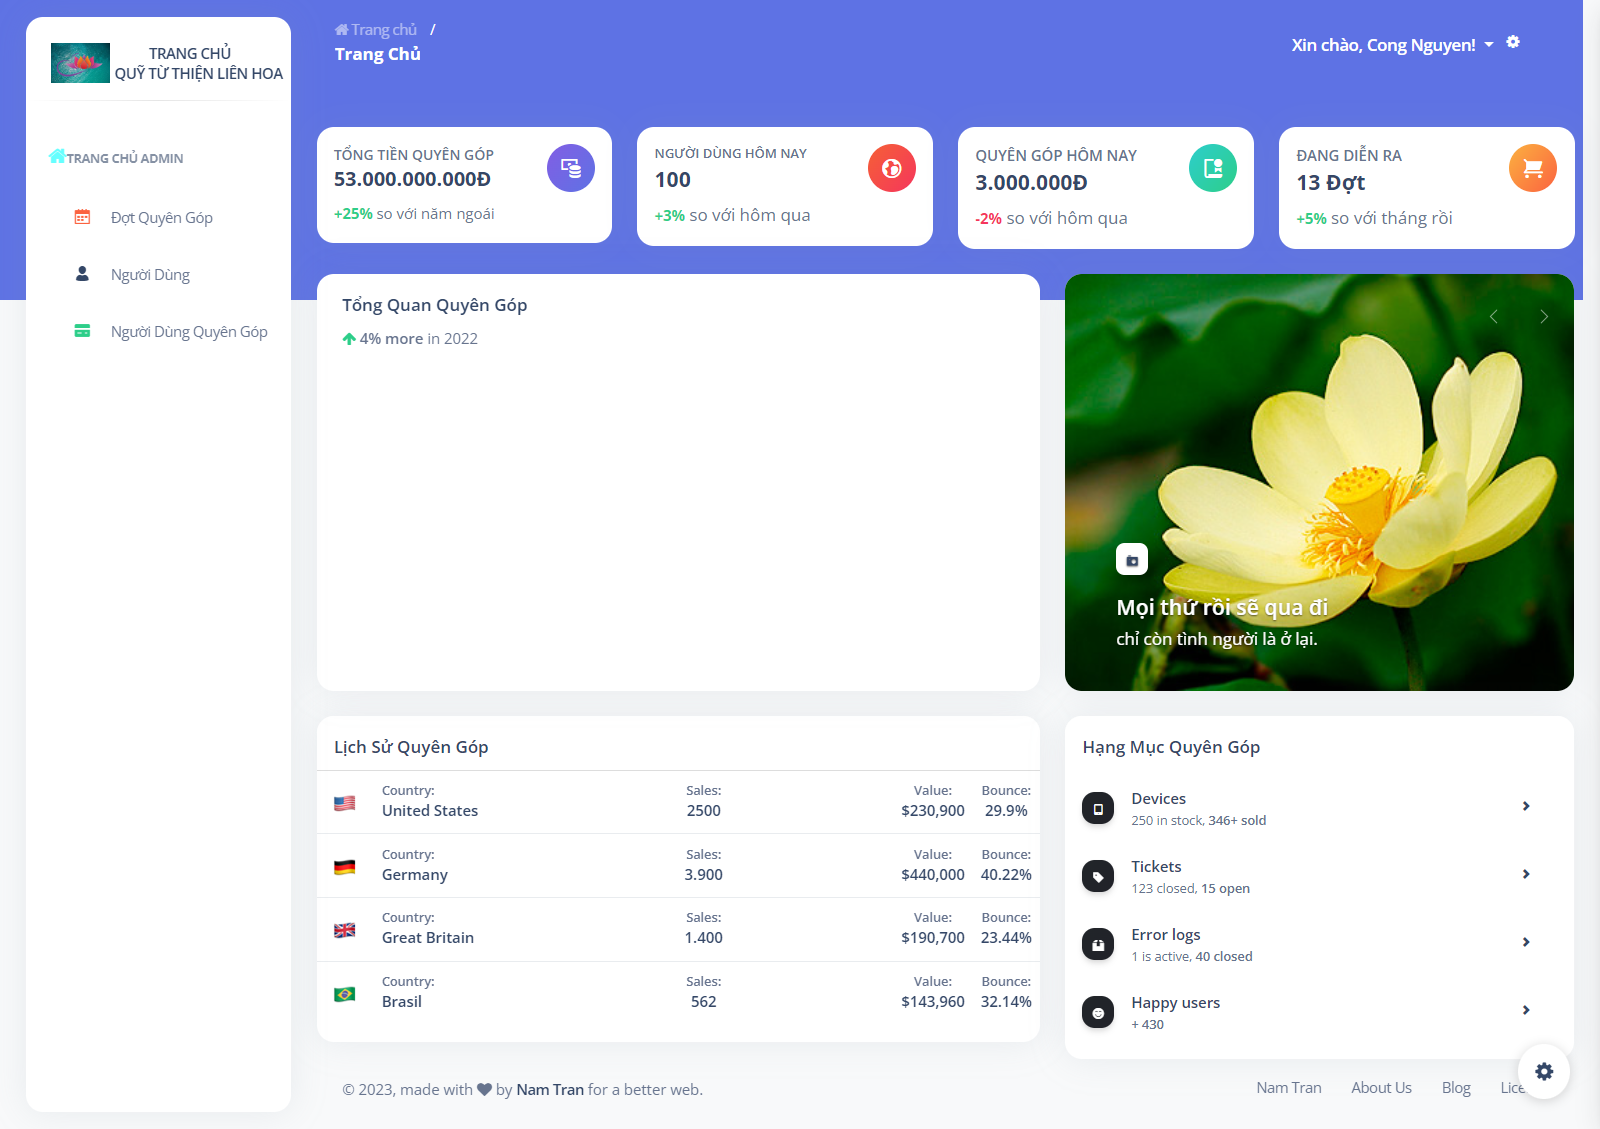 TRANG CHỦ
QUỸ TỪ THIỆN LIÊN HOA
TRANG CHỦ ADMIN
Đợt Quyên Góp
Người Dùng
Người Dùng Quyên Góp
Trang chủ /
Trang Chủ
Xin chào, Cong Nguyen!
TỔNG TIỀN QUYÊN GÓP
53.000.000.000Đ
+25% so với năm ngoái
NGƯỜI DÙNG HÔM NAY
100
+3% so với hôm qua
QUYÊN GÓP HÔM NAY
3.000.000Đ
-2% so với hôm qua
ĐANG DIỄN RA
13 Đợt
+5% so với tháng rồi
Tổng Quan Quyên Góp
4% more in 2022
Mọi thứ rồi sẽ qua đi
chỉ còn tình người là ở lại.
Lịch Sử Quyên Góp
Country: Sales: Value: Bounce:
United States 2500 $230,900 29.9%
Country: Sales: Value: Bounce:
Germany 3.900 $440,000 40.22%
Country: Sales: Value: Bounce:
Great Britain 1.400 $190,700 23.44%
Country: Sales: Value: Bounce:
Brasil 562 $143,960 32.14%
Hạng Mục Quyên Góp
Devices
250 in stock, 346+ sold
Tickets
123 closed, 15 open
Error logs
1 is active, 40 closed
Happy users
+ 430
© 2023, made with by Nam Tran for a better web.
Nam Tran About Us Blog